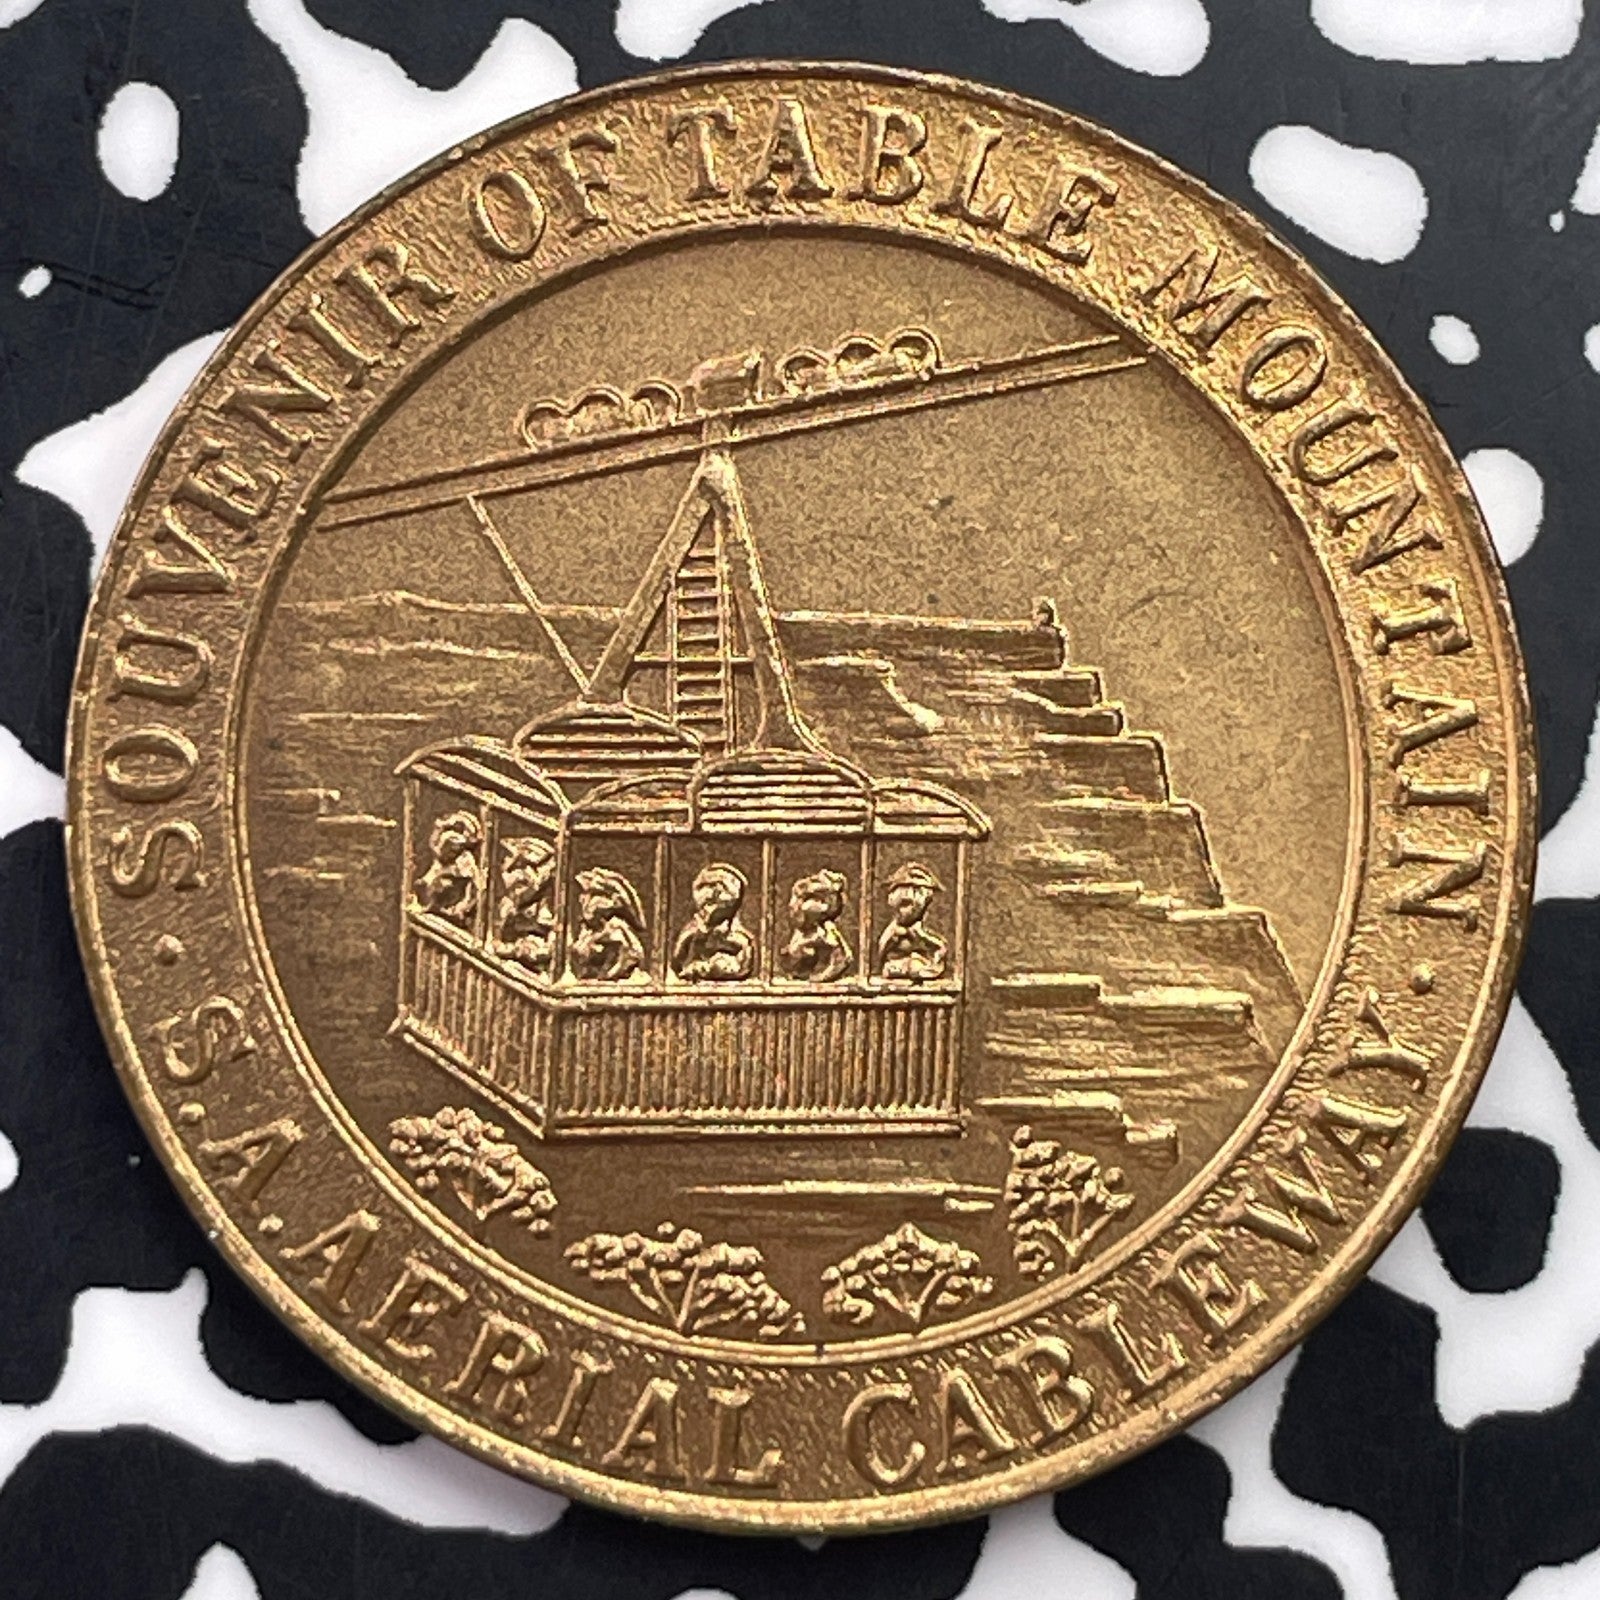 SOUVENIR OF TABLE MOUNTAIN
· S.A. AERIAL CABLEWAY ·